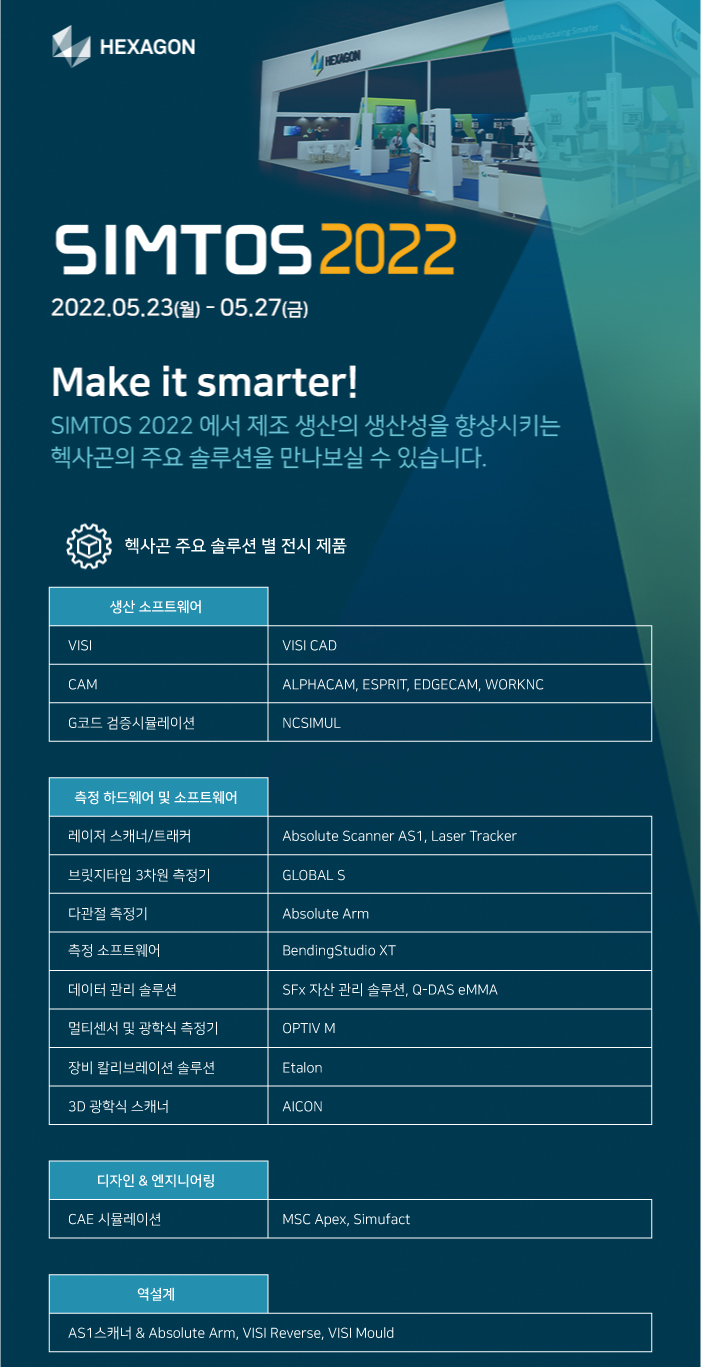 HEXAGON
HEXAGON
SIMTOS 2022
2022.05.23(월) - 05.27(금)
Make it smarter!
SIMTOS 2022 에서 제조 생산의 생산성을 향상시키는
헥사곤의 주요 솔루션을 만나보실 수 있습니다.
헥사곤 주요 솔루션 별 전시 제품
생산 소프트웨어
VISI VISI CAD
CAM ALPHACAM, ESPRIT, EDGECAM, WORKNC
G코드 검증시뮬레이션 NCSIMUL
측정 하드웨어 및 소프트웨어
레이저 스캐너/트래커 Absolute Scanner AS1, Laser Tracker
브릿지타입 3차원 측정기 GLOBAL S
다관절 측정기 Absolute Arm
측정 소프트웨어 BendingStudio XT
데이터 관리 솔루션 SFx 자산 관리 솔루션, Q-DAS eMMA
멀티센서 및 광학식 측정기 OPTIV M
장비 칼리브레이션 솔루션 Etalon
3D 광학식 스캐너 AICON
디자인 & 엔지니어링
CAE 시뮬레이션 MSC Apex, Simufact
역설계
AS1스캐너 & Absolute Arm, VISI Reverse, VISI Mould